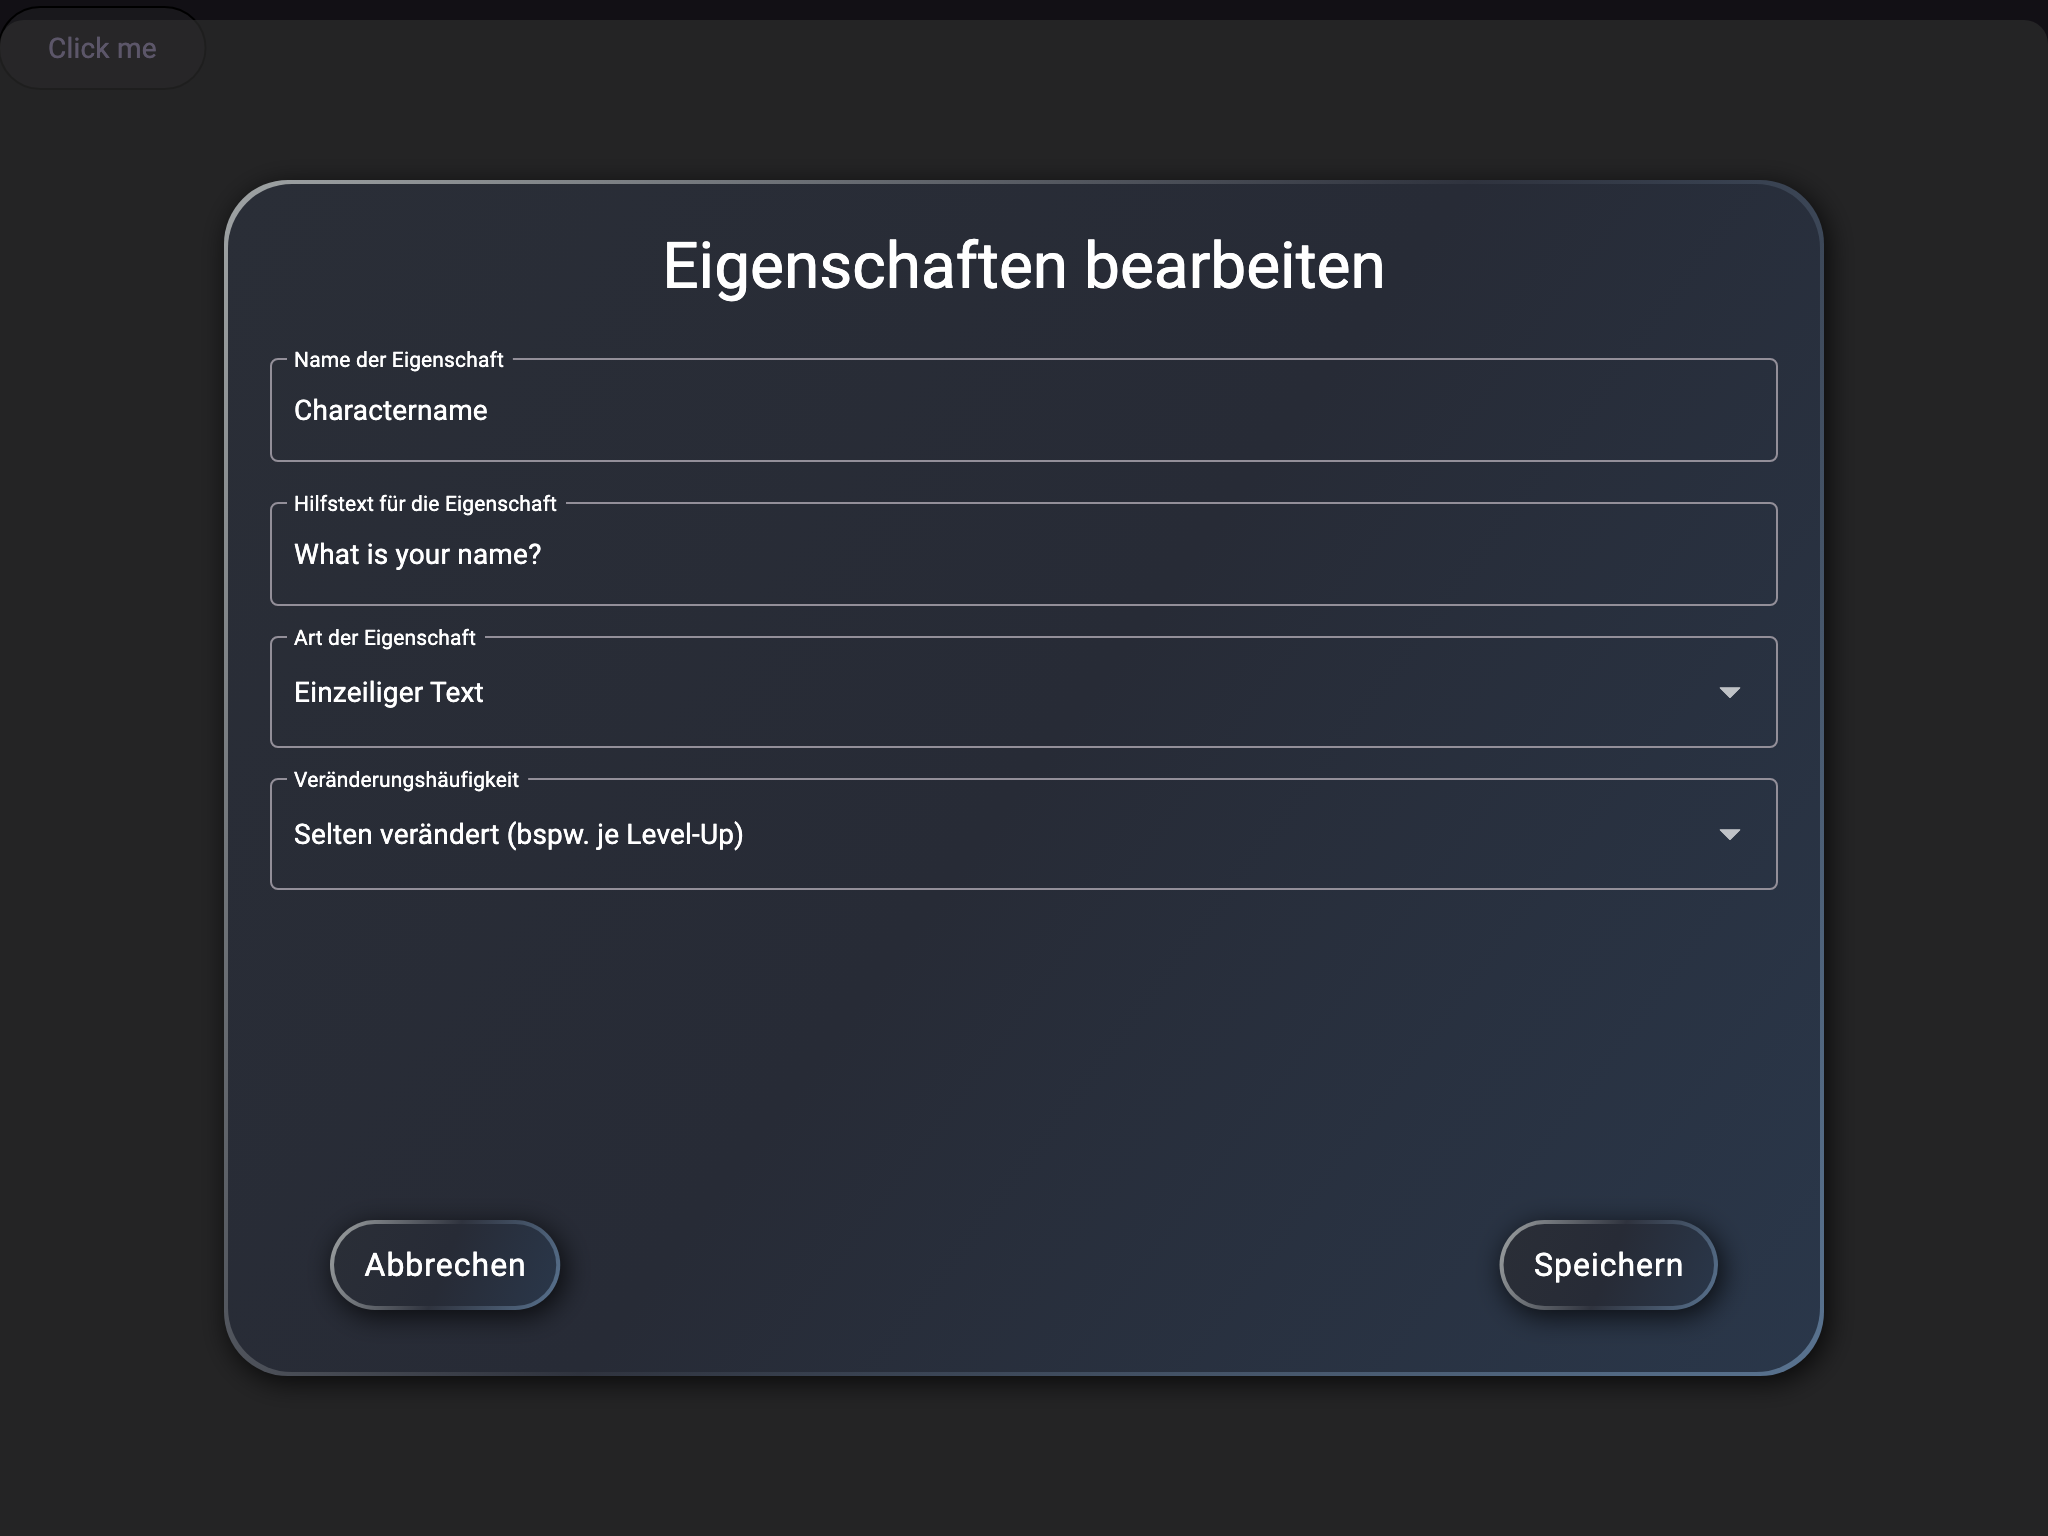 Click me
Eigenschaften bearbeiten
Name der Eigenschaft
Charactername
Hilfstext für die Eigenschaft
What is your name?
Art der Eigenschaft
Einzeiliger Text
Veränderungshäufigkeit
Selten verändert (bspw. je Level-Up)
Abbrechen
Speichern